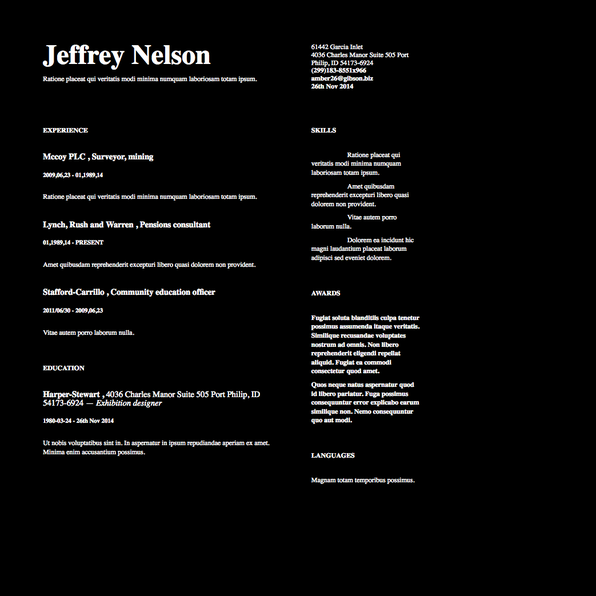 Jeffrey Nelson
Ratione placeat qui veritatis modi minima numquam laboriosam totam ipsum.
61442 Garcia Inlet
4036 Charles Manor Suite 505 Port
Philip, ID 54173-6924
(299)183-8551x966
amber26@gibson.biz
26th Nov 2014
EXPERIENCE
Mccoy PLC , Surveyor, mining
2009,06,23 - 01,1989,14
Ratione placeat qui veritatis modi minima numquam laboriosam totam ipsum.
Lynch, Rush and Warren , Pensions consultant
01,1989,14 - PRESENT
Amet quibusdam reprehenderit excepturi libero quasi dolorem non provident.
Stafford-Carrillo , Community education officer
2011/06/30 - 2009,06,23
Vitae autem porro laborum nulla.
EDUCATION
Harper-Stewart , 4036 Charles Manor Suite 505 Port Philip, ID
54173-6924 — Exhibition designer
1980-03-24 - 26th Nov 2014
Ut nobis voluptatibus sint in. In aspernatur in ipsum repudiandae aperiam ex amet.
Minima enim accusantium possimus.
SKILLS
Ratione placeat qui
veritatis modi minima numquam
laboriosam totam ipsum.
Amet quibusdam
reprehenderit excepturi libero quasi
dolorem non provident.
Vitae autem porro
laborum nulla.
Dolorem ea incidunt hic
magni laudantium placeat laborum
adipisci sed eveniet dolorem.
AWARDS
Fugiat soluta blanditiis culpa tenetur
possimus assumenda itaque veritatis.
Similique recusandae voluptates
nostrum ad omnis. Non libero
reprehenderit eligendi repellat
aliquid. Fugiat ea commodi
consectetur quod amet.
Quos neque natus aspernatur quod
id libero pariatur. Fuga possimus
consequuntur error explicabo earum
similique non. Nemo consequuntur
quo aut modi.
LANGUAGES
Magnam totam temporibus possimus.